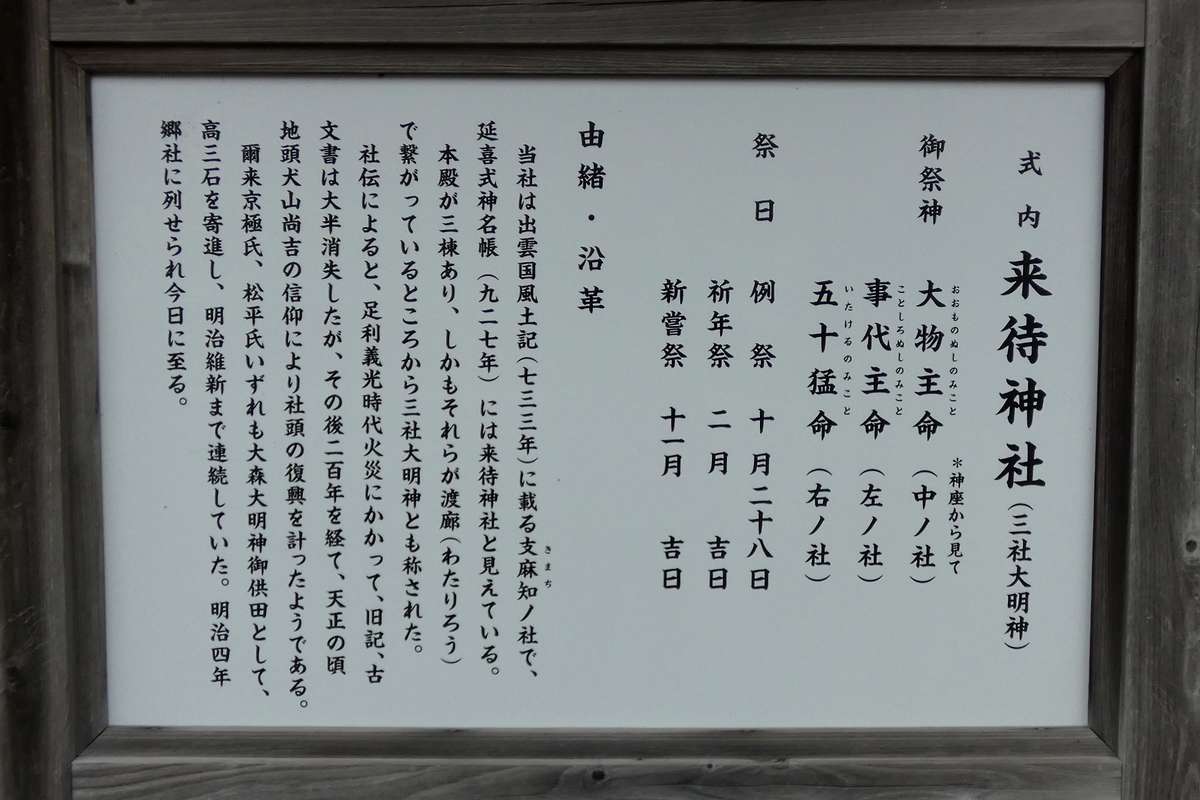 式内 来待神社（三社大明神）
＊神座から見て
御祭神 大物主命（中ノ社）
おおものぬしのみこと
事代主命（左ノ社）
ことしろぬしのみこと
五十猛命（右ノ社）
いたけるのみこと
祭日 例祭 十月二十八日
祈年祭 二月 吉日
新嘗祭 十一月 吉日
由緒・沿革
当社は出雲国風土記（七三三年）に載る支麻知ノ社で、
きまち
延喜式神名帳（九二七年）には来待神社と見えている。
本殿が三棟あり、しかもそれらが渡廊（わたりろう）
で繋がっているところから三社大明神とも称された。
社伝によると、足利義光時代火災にかかって、旧記、古
文書は大半消失したが、その後二百年を経て、天正の頃
地頭犬山尚吉の信仰により社頭の復興を計ったようである。
爾来京極氏、松平氏いずれも大森大明神御供田として、
高三石を寄進し、明治維新まで連続していた。明治四年
郷社に列せられ今日に至る。